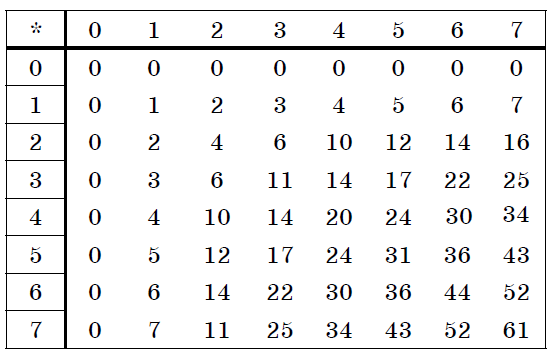 * 0 1 2 3 4 5 6 7
0 0 0 0 0 0 0 0 0
1 0 1 2 3 4 5 6 7
2 0 2 4 6 10 12 14 16
3 0 3 6 11 14 17 22 25
4 0 4 10 14 20 24 30 34
5 0 5 12 17 24 31 36 43
6 0 6 14 22 30 36 44 52
7 0 7 11 25 34 43 52 61